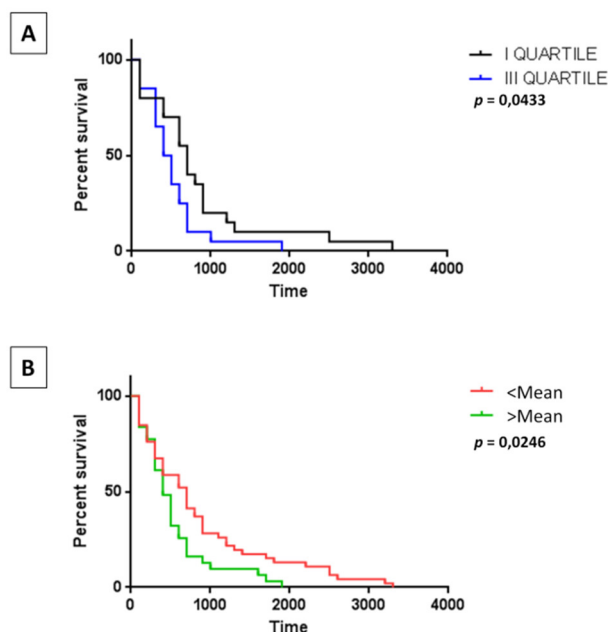 A
I QUARTILE
III QUARTILE
p = 0,0433
100
50
0
Percent survival
0 1000 2000 3000 4000
Time
B
<Mean
>Mean
p = 0,0246
100
50
0
Percent survival
0 1000 2000 3000 4000
Time